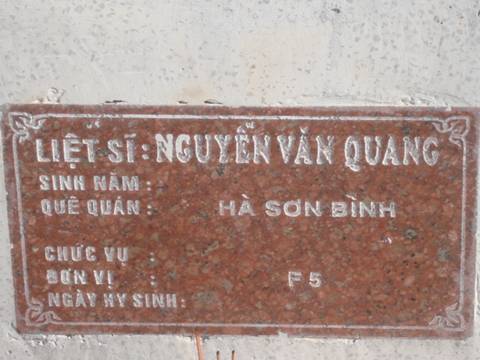 LIỆT SĨ: NGUYỄN VĂN QUANG
SINH NĂM:
QUÊ QUÁN: HÀ SƠN BÌNH
CHỨC VỤ :
ĐƠN VỊ : F 5
NGÀY HY SINH: